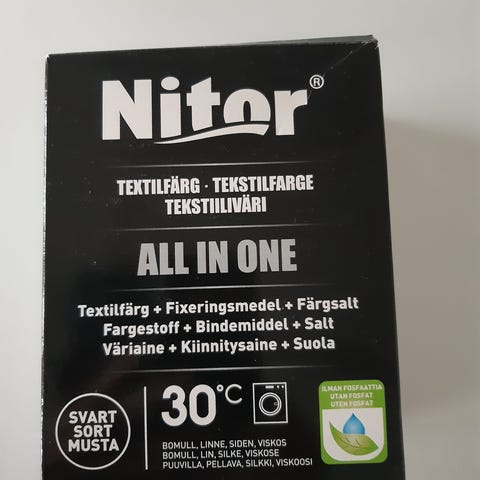 Nitor®
TEXTILFÄRG · TEKSTILFARGE
TEKSTIILIVÄRI
ALL IN ONE
Textilfärg + Fixeringsmedel + Färgsalt
Fargestoff + Bindemiddel + Salt
Väriaine + Kiinnitysaine + Suola
SVART
SORT
MUSTA
30°C
BOMULL, LINNE, SIDEN, VISKOS
BOMULL, LIN, SILKE, VISKOSE
PUUVILLA, PELLAVA, SILKKI, VISKOOSI
ILMAN FOSFAATTIA
UTAN FOSFAT
UTEN FOSFAT